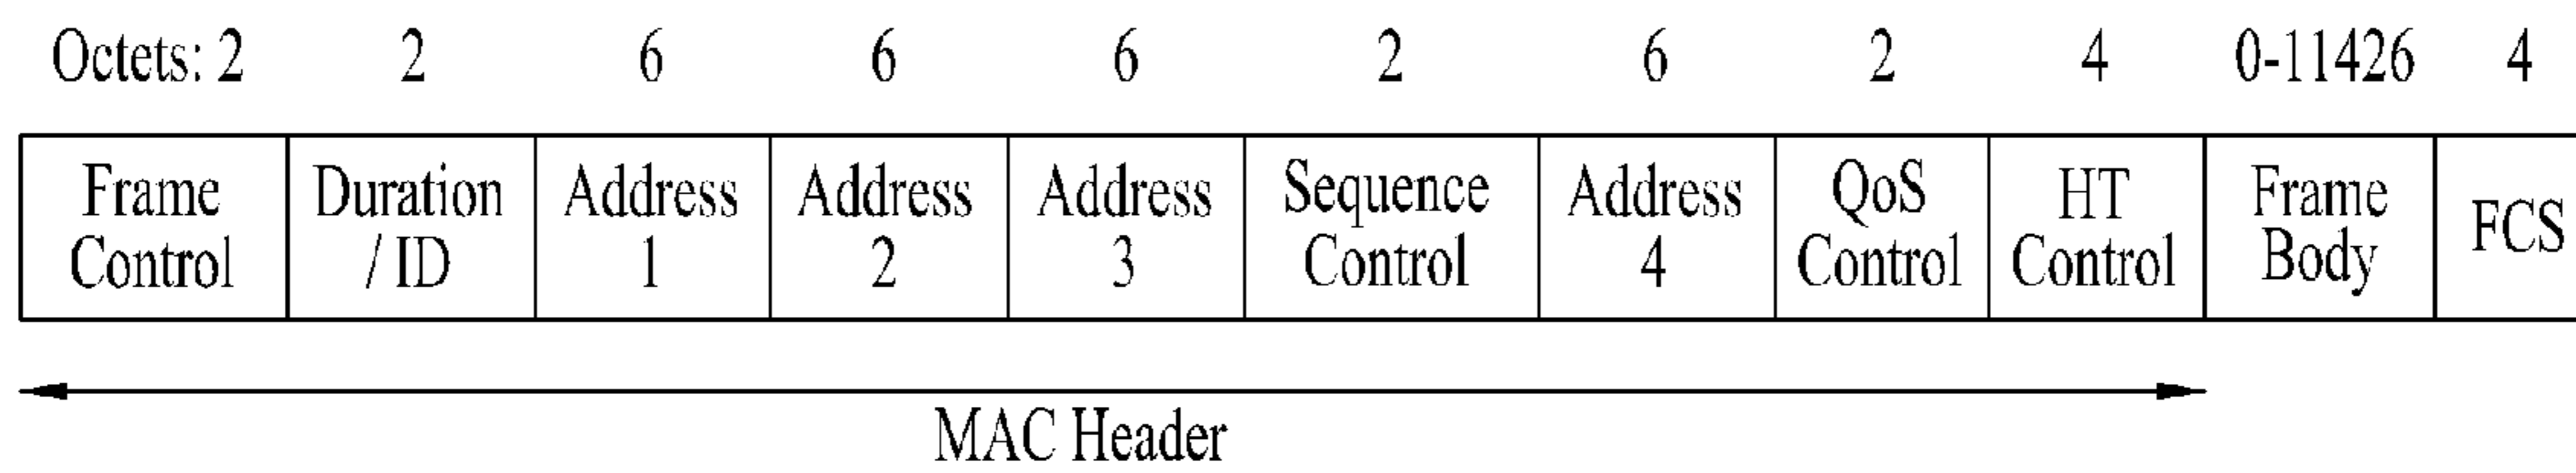 Octets: 2 2 6 6 6 2 6 2 4 0-11426 4
Frame Control
Duration / ID
Address 1
Address 2
Address 3
Sequence Control
Address 4
QoS Control
HT Control
Frame Body
FCS
MAC Header